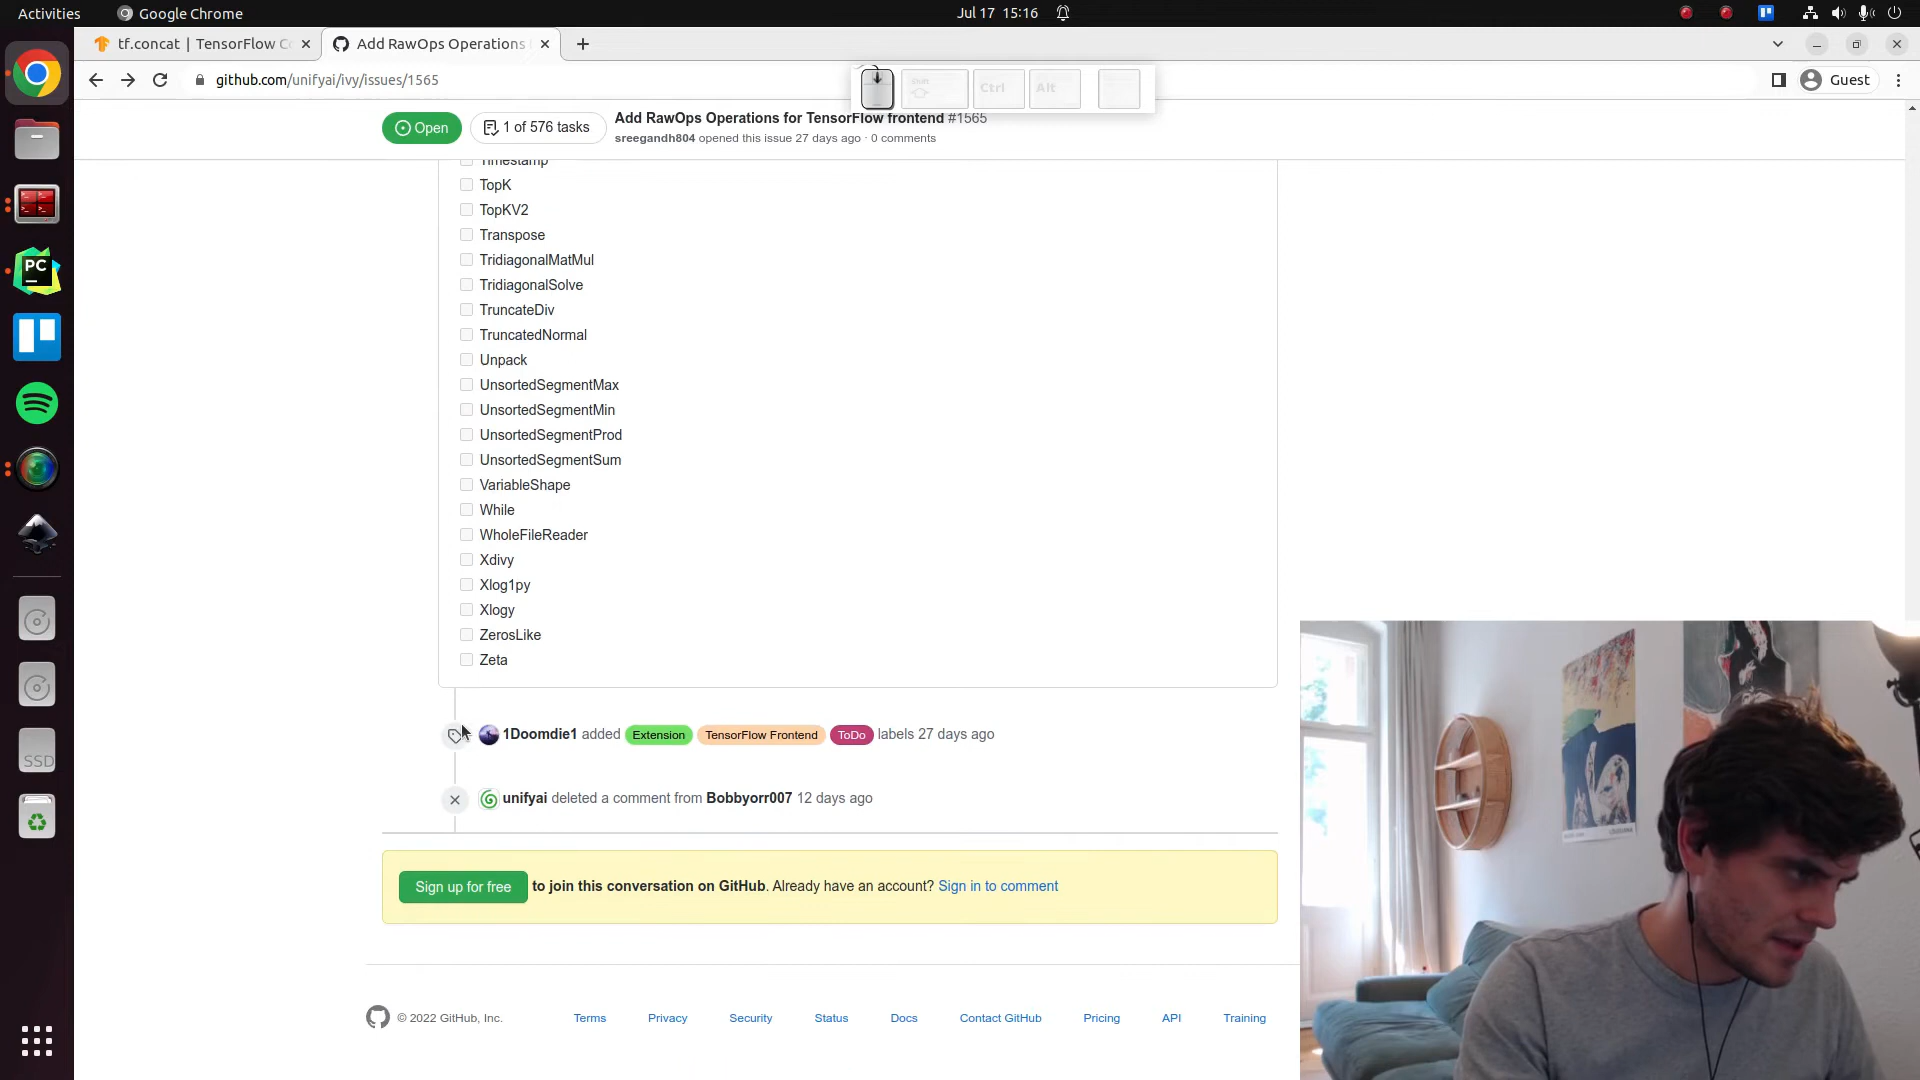 Activities
Google Chrome
Jul 17 15:16
tf.concat | TensorFlow C
Add RawOps Operations
github.com/unifyai/ivy/issues/1565
Shift
Ctrl
Alt
Guest
Open
1 of 576 tasks
Add RawOps Operations for TensorFlow frontend #1565
sreegandh804 opened this issue 27 days ago · 0 comments
Timestamp
TopK
TopKV2
Transpose
TridiagonalMatMul
TridiagonalSolve
TruncateDiv
TruncatedNormal
Unpack
UnsortedSegmentMax
UnsortedSegmentMin
UnsortedSegmentProd
UnsortedSegmentSum
VariableShape
While
WholeFileReader
Xdivy
Xlog1py
Xlogy
ZerosLike
Zeta
1Doomdie1 added Extension TensorFlow Frontend ToDo labels 27 days ago
unifyai deleted a comment from Bobbyorr007 12 days ago
Sign up for free to join this conversation on GitHub. Already have an account? Sign in to comment
© 2022 GitHub, Inc.
Terms
Privacy
Security
Status
Docs
Contact GitHub
Pricing
API
Training
PC
SSD